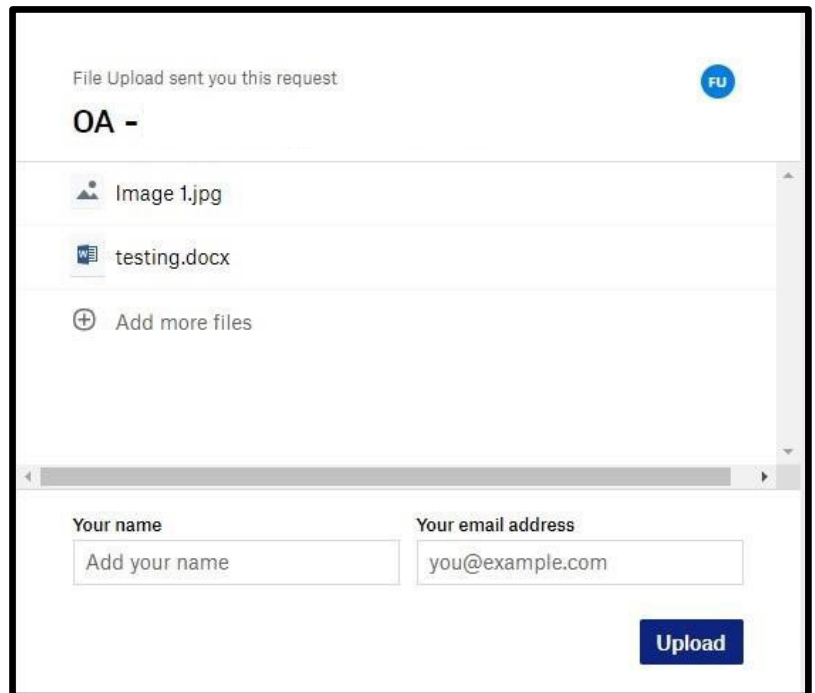 File Upload sent you this request
FU
OA -
Image 1.jpg
testing.docx
Add more files
Your name
Your email address
Add your name
you@example.com
Upload